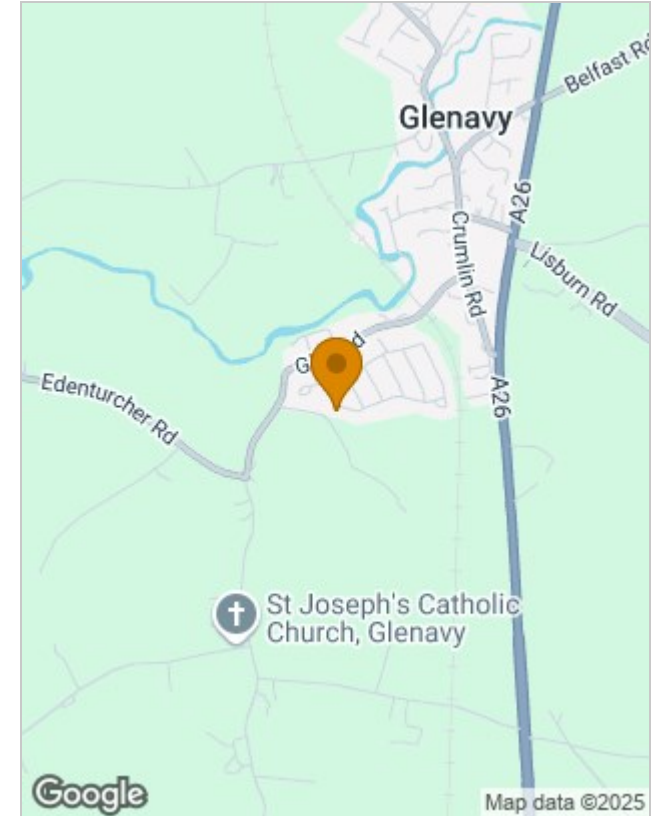 Belfast Rd
Glenavy
A26
Crumlin Rd
Lisburn Rd
Edenturcher Rd
A26
St Joseph's Catholic
Church, Glenavy
Google
Map data ©2025